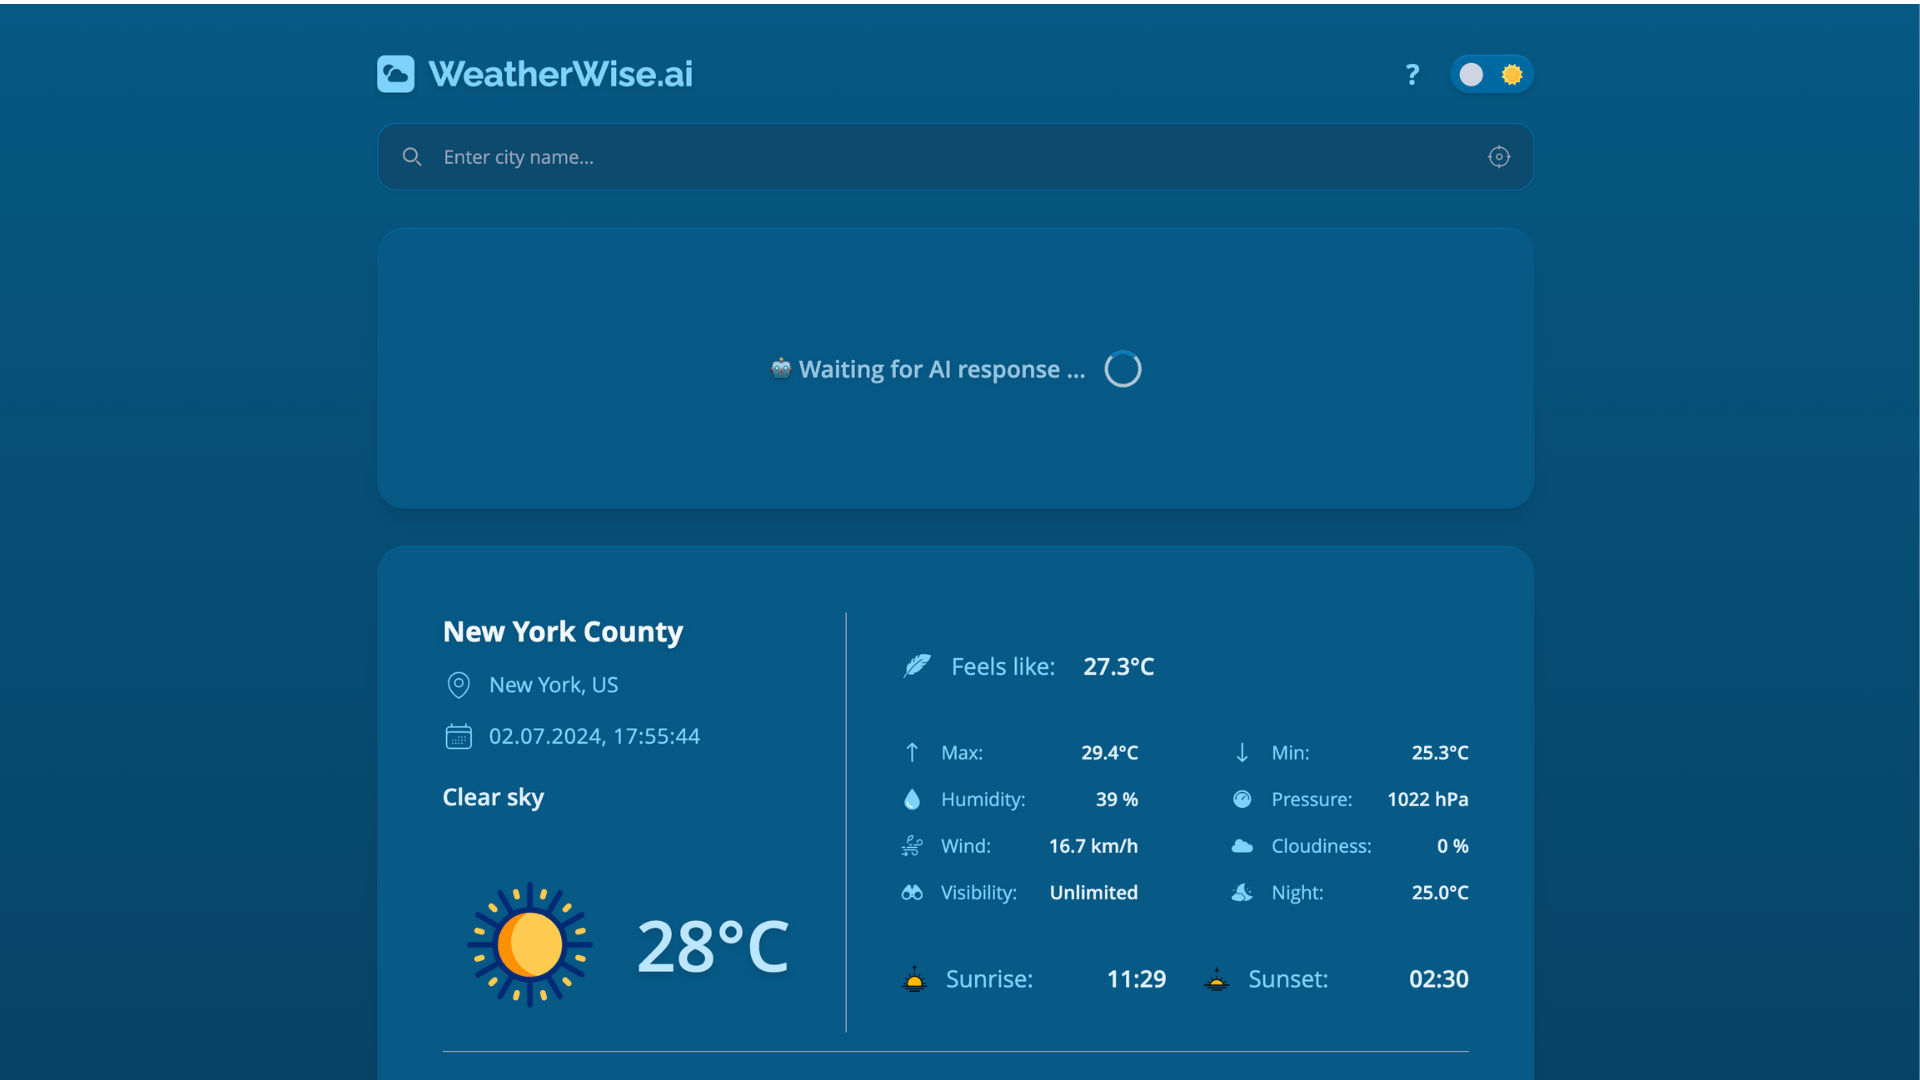 WeatherWise.ai
?
Enter city name...
Waiting for AI response ...
New York County
New York, US
02.07.2024, 17:55:44
Clear sky
28°C
Feels like: 27.3°C
Max: 29.4°C Min: 25.3°C
Humidity: 39 % Pressure: 1022 hPa
Wind: 16.7 km/h Cloudiness: 0 %
Visibility: Unlimited Night: 25.0°C
Sunrise: 11:29 Sunset: 02:30